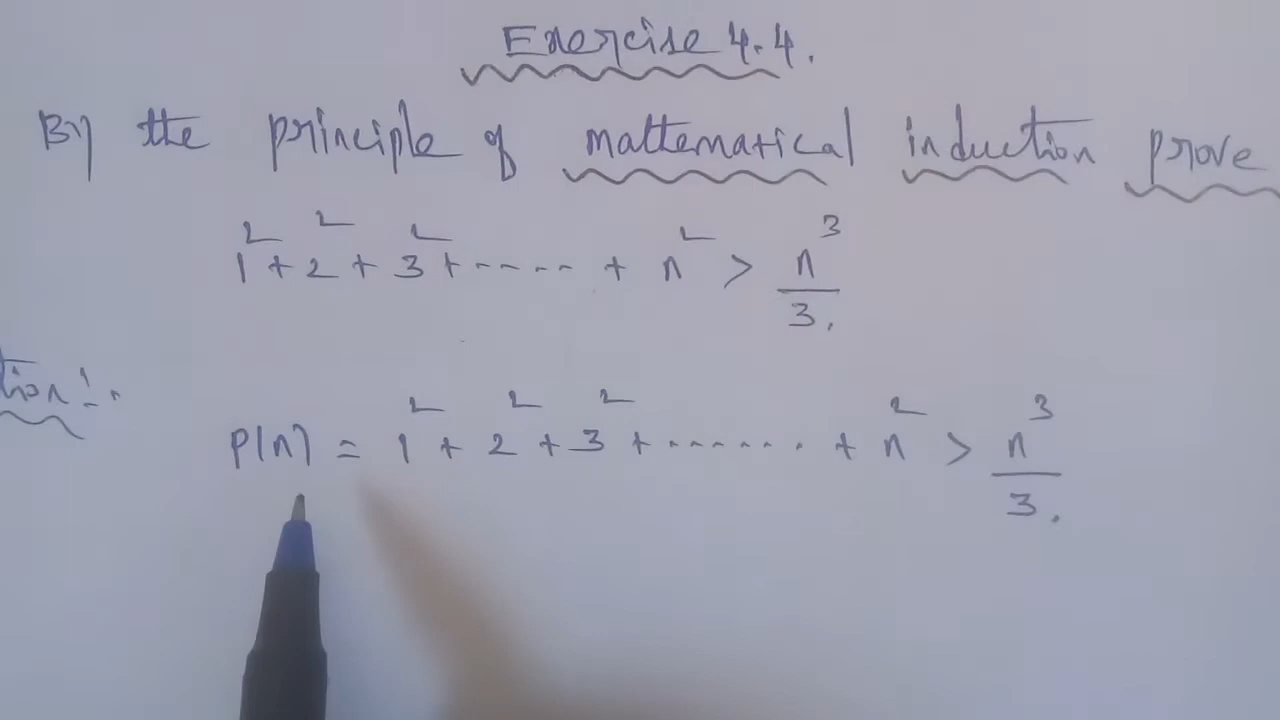 Exercise 4.4.
By the principle of mathematical induction prove
1² + 2² + 3² + ..... + n² > n³/3.
tion :.
P(n) = 1² + 2² + 3² + ....... + n² > n³/3.